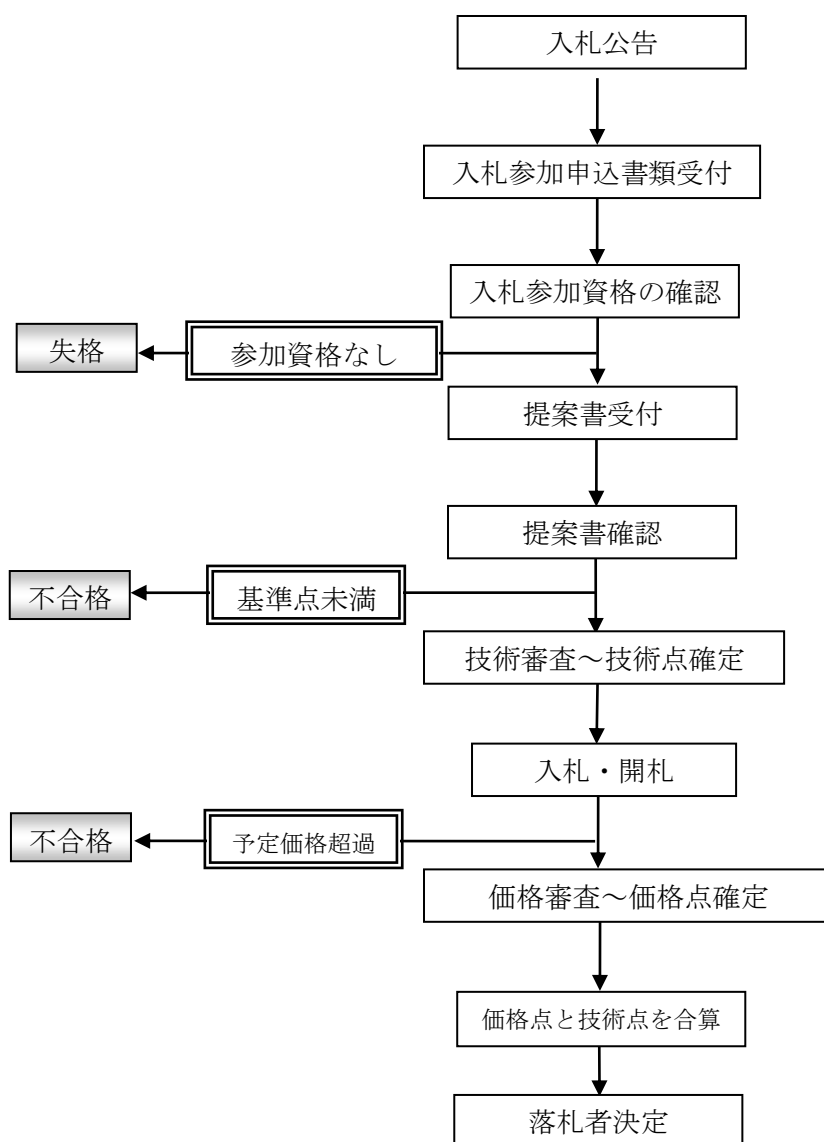 入札公告
入札参加申込書類受付
入札参加資格の確認
失格
参加資格なし
提案書受付
提案書確認
不合格
基準点未満
技術審査～技術点確定
入札・開札
不合格
予定価格超過
価格審査～価格点確定
価格点と技術点を合算
落札者決定